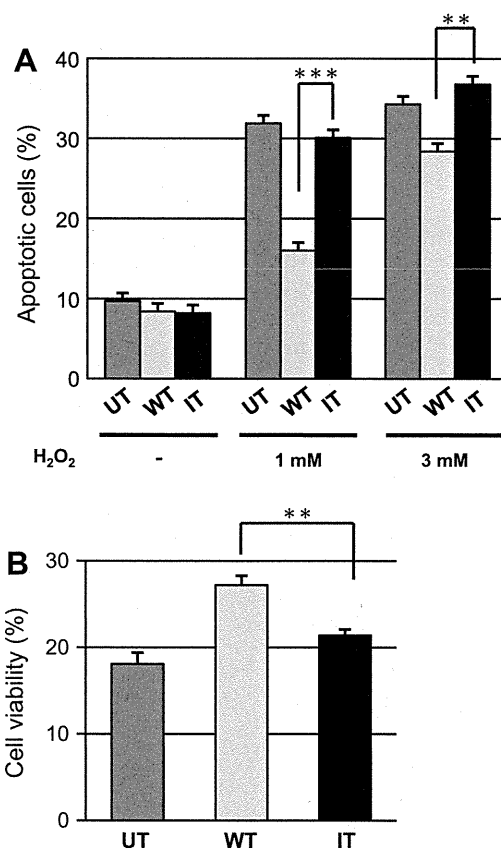 A
Apoptotic cells (%)
40
30
20
10
0
***
**
UT WT IT UT WT IT UT WT IT
H₂O₂ - 1 mM 3 mM
B
Cell viability (%)
30
20
10
0
**
UT WT IT